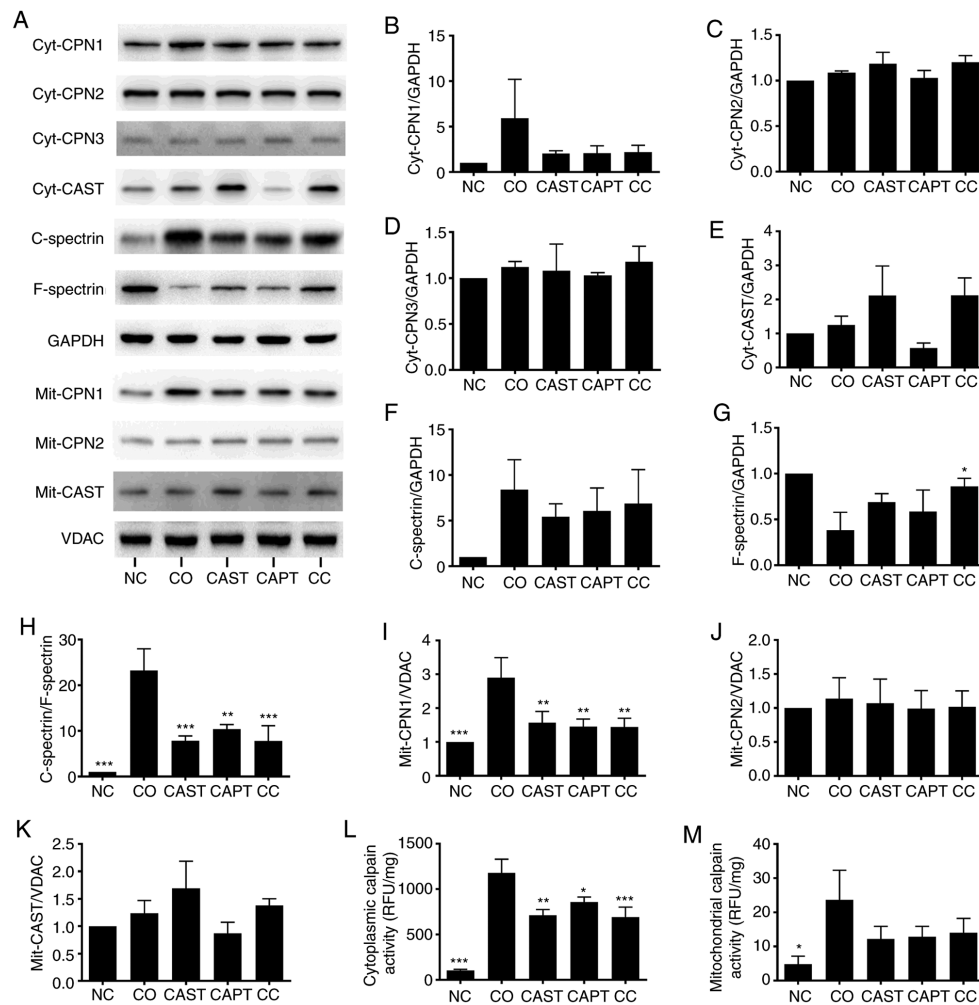 A
Cyt-CPN1
Cyt-CPN2
Cyt-CPN3
Cyt-CAST
C-spectrin
F-spectrin
GAPDH
Mit-CPN1
Mit-CPN2
Mit-CAST
VDAC
NC CO CAST CAPT CC
B
Cyt-CPN1/GAPDH
15
10
5
0
NC CO CAST CAPT CC
C
Cyt-CPN2/GAPDH
1.5
1.0
0.5
0.0
NC CO CAST CAPT CC
D
Cyt-CPN3/GAPDH
1.5
1.0
0.5
0.0
NC CO CAST CAPT CC
E
Cyt-CAST/GAPDH
4
3
2
1
0
NC CO CAST CAPT CC
F
C-spectrin/GAPDH
15
10
5
0
NC CO CAST CAPT CC
G
F-spectrin/GAPDH
1.5
1.0
0.5
0.0
*
NC CO CAST CAPT CC
H
C-spectrin/F-spectrin
30
20
10
0
*** *** ** ***
NC CO CAST CAPT CC
I
Mit-CPN1/VDAC
4
3
2
1
0
*** ** ** **
NC CO CAST CAPT CC
J
Mit-CPN2/VDAC
2.0
1.5
1.0
0.5
0.0
NC CO CAST CAPT CC
K
Mit-CAST/VDAC
2.5
2.0
1.5
1.0
0.5
0.0
NC CO CAST CAPT CC
L
Cytoplasmic calpain
activity (RFU/mg)
1500
1000
500
0
*** ** * ***
NC CO CAST CAPT CC
M
Mitochondrial calpain
activity (RFU/mg)
40
30
20
10
0
*
NC CO CAST CAPT CC